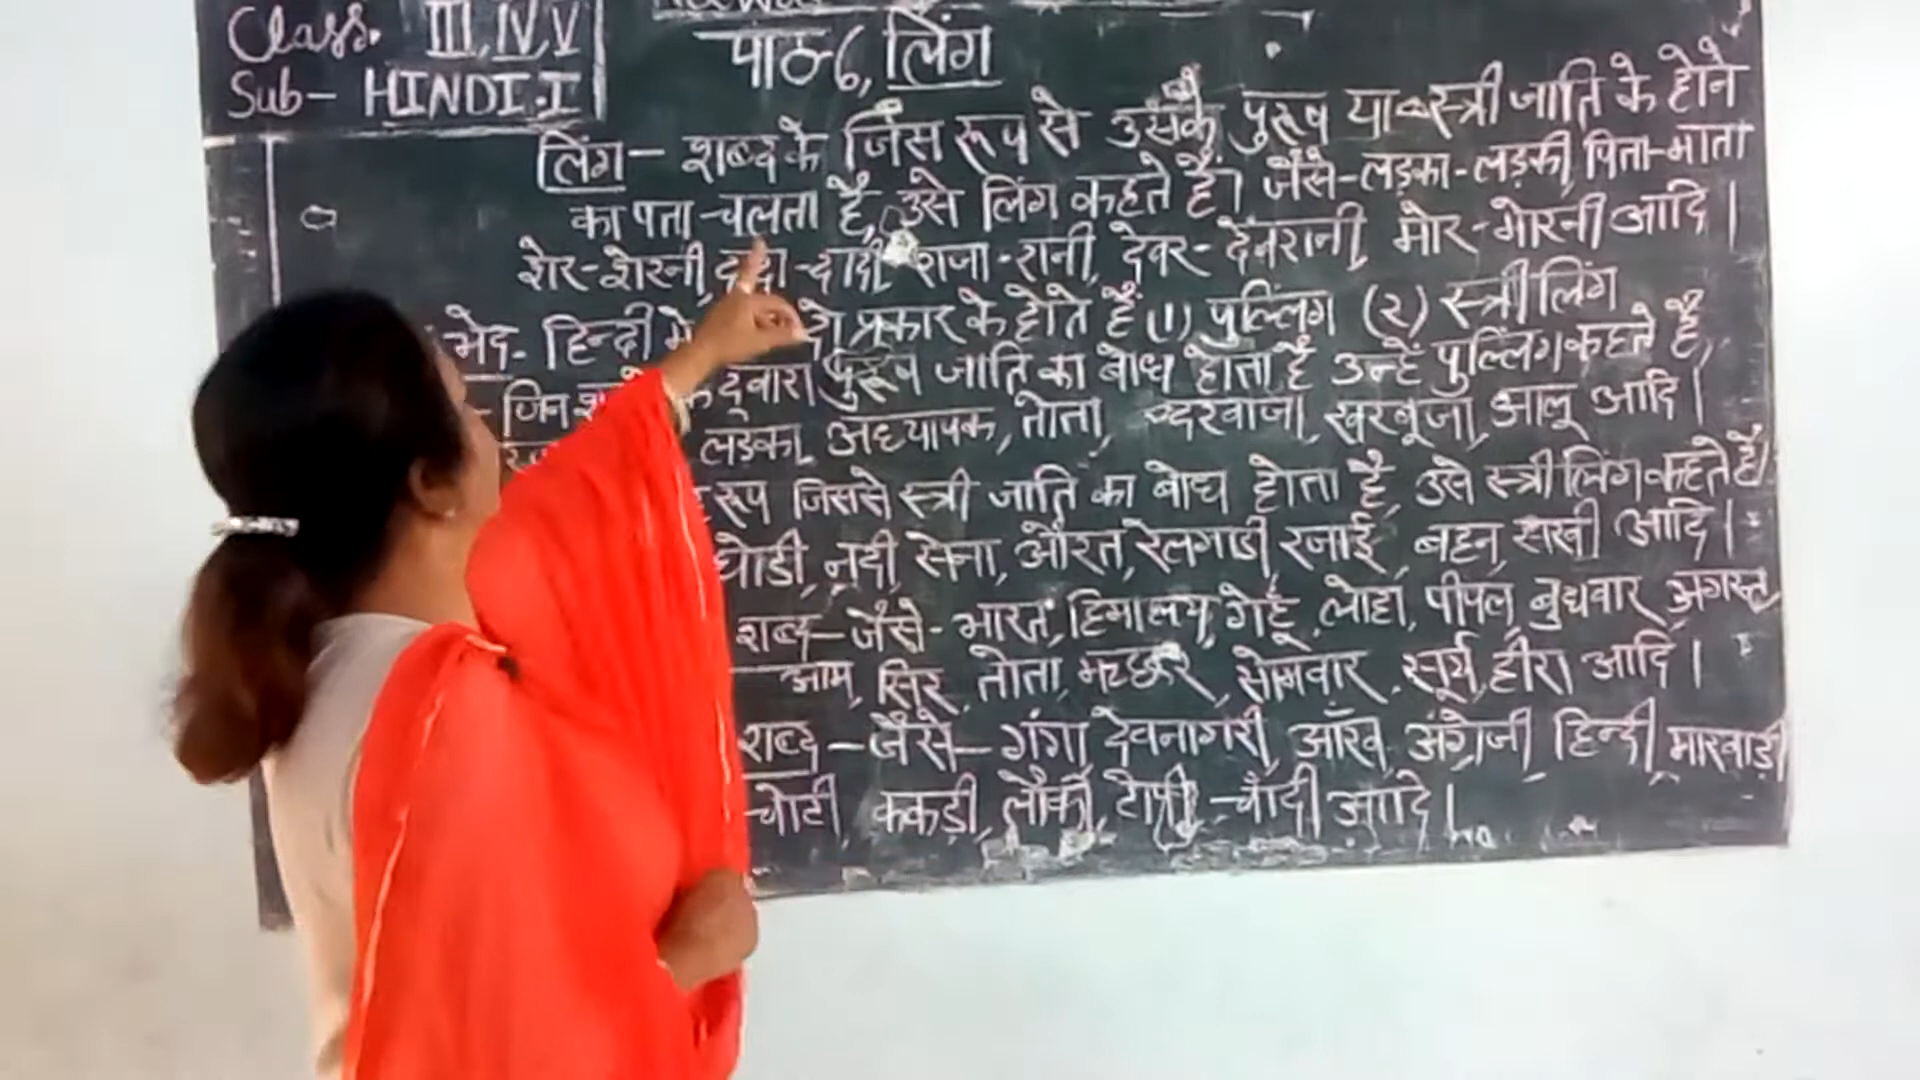 Class. III, IV, V
Sub- HINDI-I
पाठ-6, लिंग
लिंग - शब्द के जिस रूप से उसके पुरुष या स्त्री जाति के होने
का पता चलता है, उसे लिंग कहते हैं। जैसे-लड़का-लड़की, पिता-माता
शेर-शेरनी, दादा-दादी, राजा-रानी, देवर-देवरानी, मोर-मोरनी आदि।
भेद- हिन्दी में दो प्रकार के होते हैं (1) पुल्लिंग (२) स्त्रीलिंग
- जिन के द्वारा पुरुष जाति का बोध होता है उन्हें पुल्लिंग कहते हैं,
लड़का, अध्यापक, तोता, दरवाजा, खरबूजा, आलू आदि।
रूप जिससे स्त्री जाति का बोध होता है, उसे स्त्रीलिंग कहते हैं।
घोडी, नदी, सेना, औरत, रेलगाडी, रजाई, बहन, सखी आदि।
शब्द - जैसे - भारत, हिमालय, गेहूँ, लोहा, पीपल, बुधवार, अगस्त,
आम, सिर, तोता, मच्छर, सोमवार, सूर्य, हीरा आदि।
शब्द - जैसे - गंगा, देवनागरी, आँख, अंग्रेजी, हिन्दी, मारवाड़ी
चोटी, ककड़ी, लौकी, टोपी, चाँदी आदि।